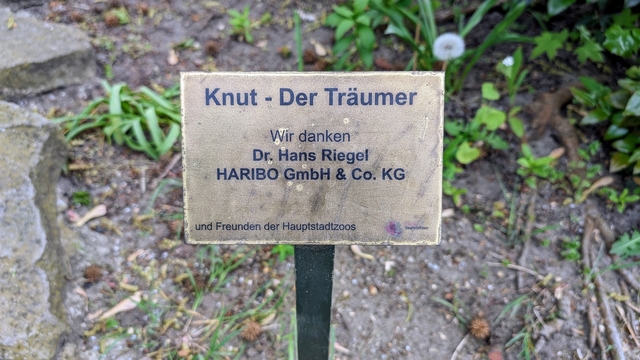 Knut - Der Träumer
Wir danken
Dr. Hans Riegel
HARIBO GmbH & Co. KG
und Freunden der Hauptstadtzoos